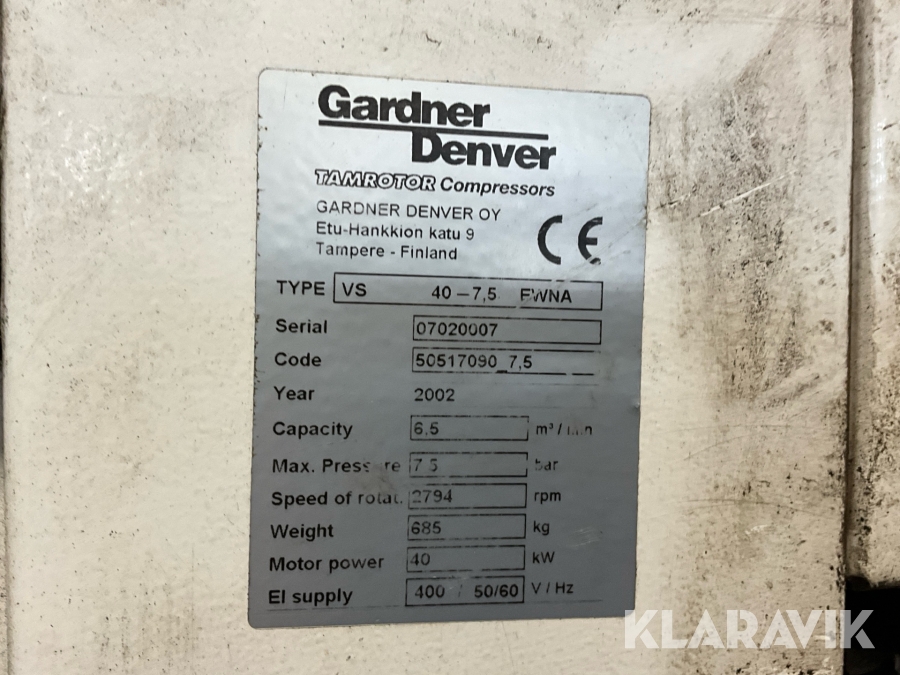 Gardner
Denver
TAMROTOR Compressors
GARDNER DENVER OY
Etu-Hankkion katu 9
Tampere - Finland
CE
TYPE VS 40-7,5 EWNA
Serial 07020007
Code 50517090_7,5
Year 2002
Capacity 6,5 m³/
Max. 7 5 bar
Speed of rotat. 2794 rpm
Weight 685 kg
Motor power 40 kW
El supply 400 / 50/60 V / Hz
KLARAVIK